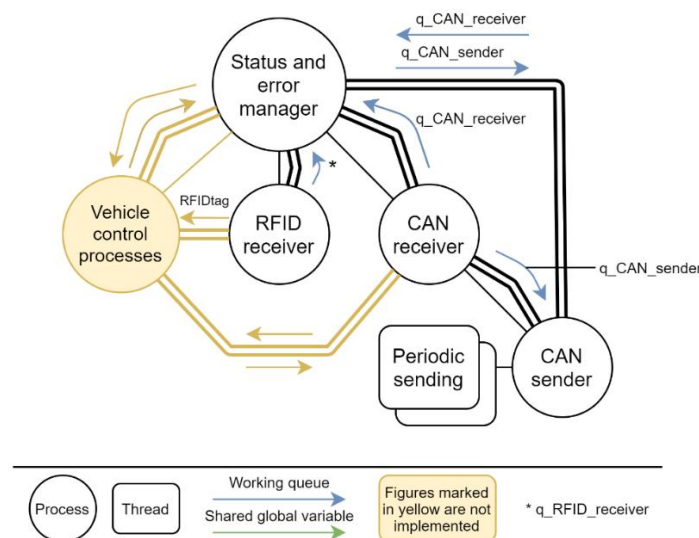 q_CAN_receiver
q_CAN_sender
Status and
error
manager
q_CAN_receiver
*
RFIDtag
Vehicle
control
processes
RFID
receiver
CAN
receiver
q_CAN_sender
Periodic
sending
CAN
sender
Working queue
Process
Thread
Shared global variable
Figures marked
in yellow are not
implemented
* q_RFID_receiver